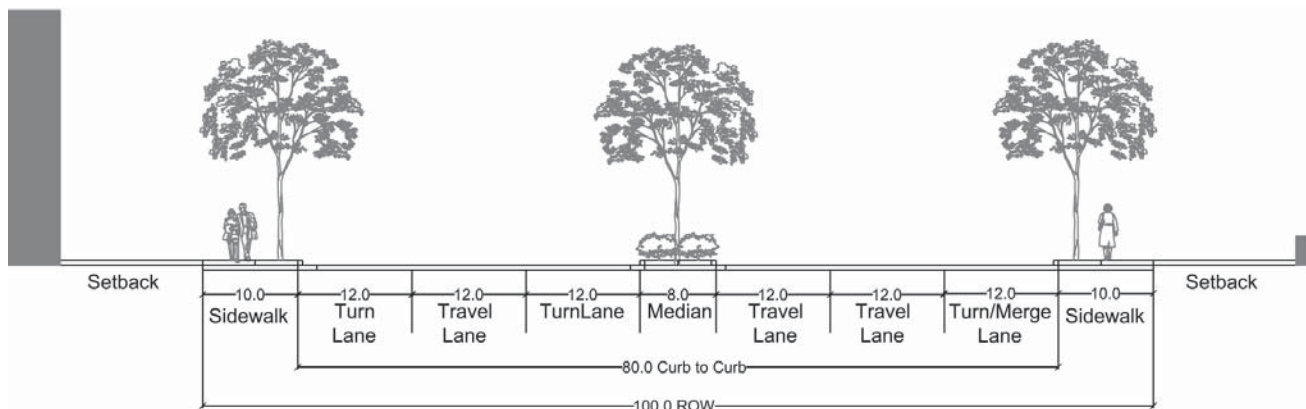 Setback
10.0
Sidewalk
12.0
Turn
Lane
12.0
Travel
Lane
12.0
TurnLane
8.0
Median
12.0
Travel
Lane
12.0
Travel
Lane
12.0
Turn/Merge
Lane
10.0
Sidewalk
Setback
80.0 Curb to Curb
100.0 ROW